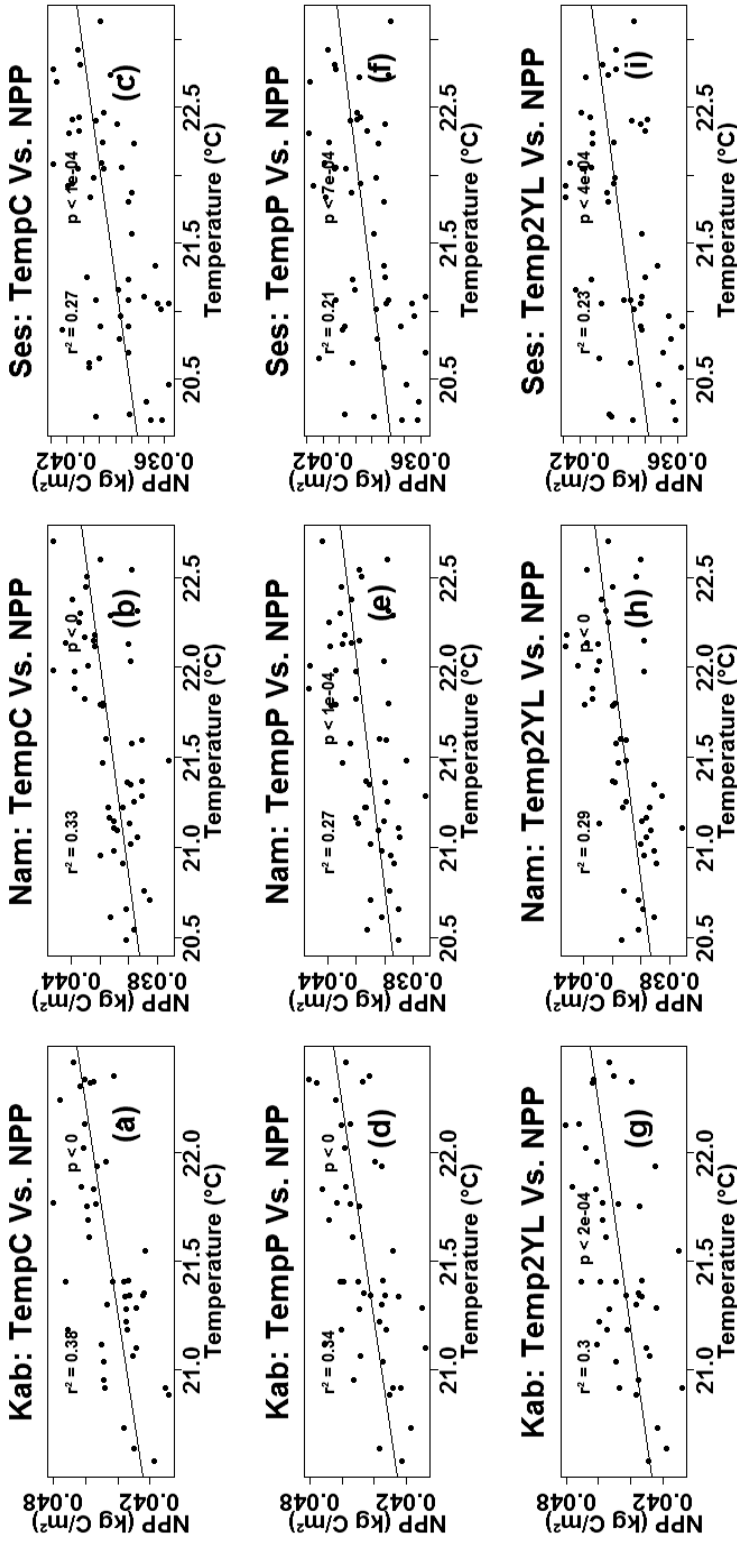 Kab: TempC Vs. NPP
NPP (kg C/m²)
0.048
0.042
r² = 0.38
p < 0
(a)
21.0 21.5 22.0
Temperature (°C)
Nam: TempC Vs. NPP
NPP (kg C/m²)
0.044
0.038
r² = 0.33
p < 0
(b)
20.5 21.0 21.5 22.0 22.5
Temperature (°C)
Ses: TempC Vs. NPP
NPP (kg C/m²)
0.042
0.036
r² = 0.27
p < 1e-04
(c)
20.5 21.5 22.5
Temperature (°C)
Kab: TempP Vs. NPP
NPP (kg C/m²)
0.048
0.042
r² = 0.34
p < 0
(d)
21.0 21.5 22.0
Temperature (°C)
Nam: TempP Vs. NPP
NPP (kg C/m²)
0.044
0.038
r² = 0.27
p < 1e-04
(e)
20.5 21.0 21.5 22.0 22.5
Temperature (°C)
Ses: TempP Vs. NPP
NPP (kg C/m²)
0.042
0.036
r² = 0.21
p < 7e-04
(f)
20.5 21.5 22.5
Temperature (°C)
Kab: Temp2YL Vs. NPP
NPP (kg C/m²)
0.048
0.042
r² = 0.3
p < 2e-04
(g)
21.0 21.5 22.0
Temperature (°C)
Nam: Temp2YL Vs. NPP
NPP (kg C/m²)
0.044
0.038
r² = 0.29
p < 0
(h)
20.5 21.0 21.5 22.0 22.5
Temperature (°C)
Ses: Temp2YL Vs. NPP
NPP (kg C/m²)
0.042
0.036
r² = 0.23
p < 4e-04
(i)
20.5 21.5 22.5
Temperature (°C)